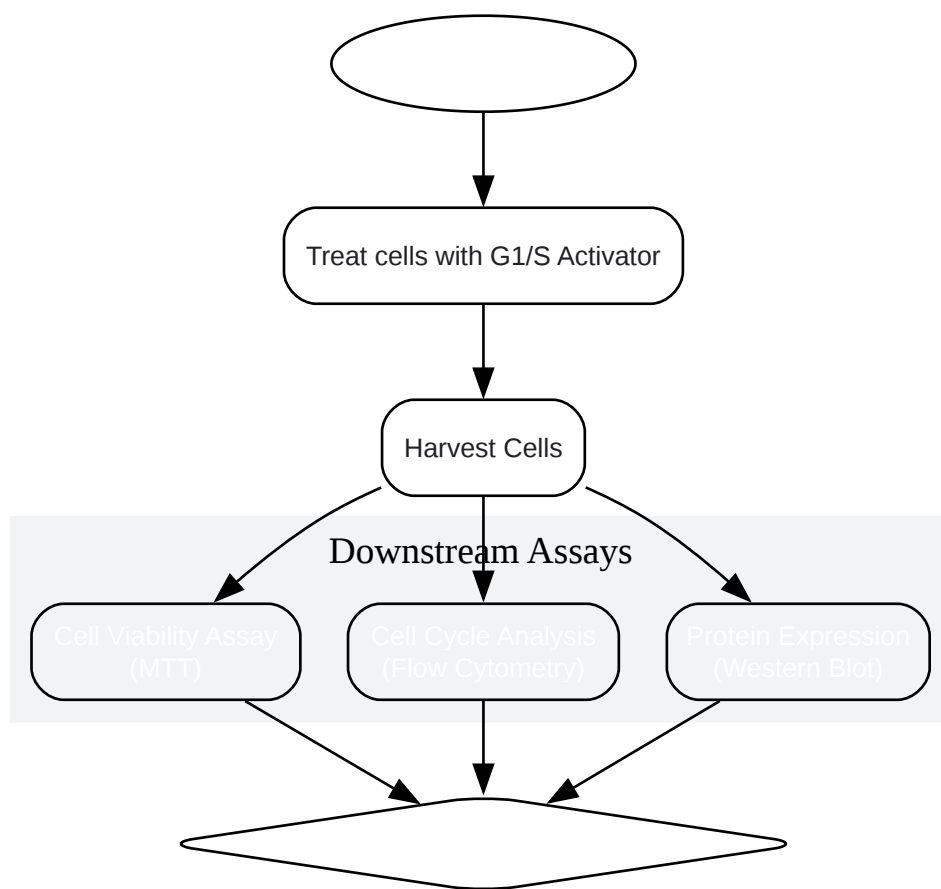 Treat cells with G1/S Activator
Harvest Cells
Downstream Assays
Cell Viability Assay
(MTT)
Cell Cycle Analysis
(Flow Cytometry)
Protein Expression
(Western Blot)